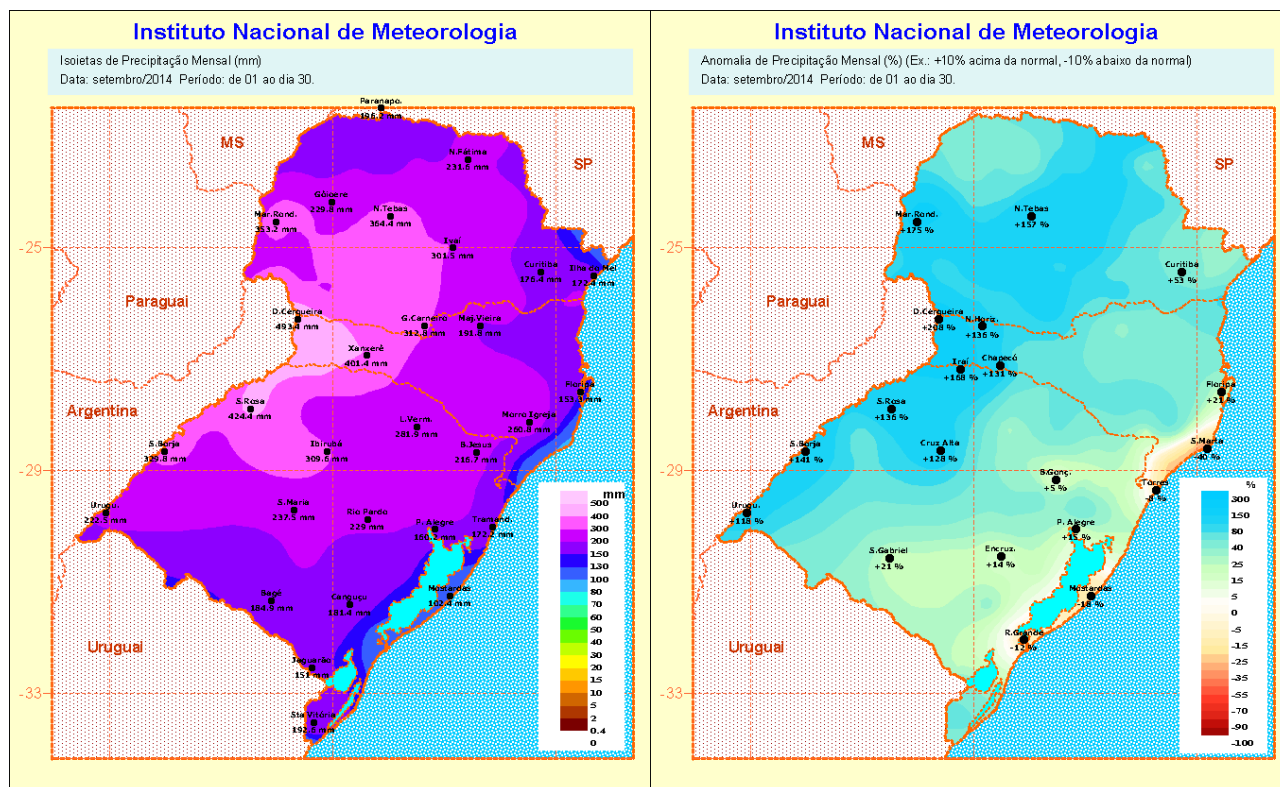 Instituto Nacional de Meteorologia
Isoietas de Precipitação Mensal (mm)
Data: setembro/2014 Período: de 01 ao dia 30.
Paranapo.
196.2 mm
MS
N.Fátima
231.6 mm
SP
Góioere
229.8 mm
Mar.Rond.
353.2 mm
N.Tebas
364.4 mm
-25
Ivaí
301.5 mm
Curitiba
176.4 mm
Ilha do Mel
172.4 mm
Paraguai
D.Cerqueira
493.4 mm
G.Carneiro
312.8 mm
Maj.Vieira
191.8 mm
Xanxerê
401.4 mm
Floripa
153.3 mm
Argentina
S.Rosa
424.4 mm
L.Verm.
281.9 mm
Morro Igreja
260.8 mm
S.Borja
329.8 mm
Ibirubá
309.6 mm
B.Jesus
216.7 mm
-29
Urugu.
222.5 mm
S.Maria
237.5 mm
Rio Pardo
229 mm
P. Alegre
160.2 mm
Tramand.
172.2 mm
Bagé
184.9 mm
Canguçu
181.4 mm
Mostardas
102.4 mm
Uruguai
Jaguarão
151 mm
-33
Sta Vitória
192.6 mm
mm
500
400
300
200
150
130
100
80
70
60
50
40
30
20
15
10
5
2
0.4
0
Instituto Nacional de Meteorologia
Anomalia de Precipitação Mensal (%) (Ex.: +10% acima da normal, -10% abaixo da normal)
Data: setembro/2014 Período: de 01 ao dia 30.
MS
SP
Mar.Rond.
+175 %
N.Tebas
+157 %
-25
Curitiba
+53 %
Paraguai
D.Cerqueira
+208 %
N.Horiz.
+136 %
Iraí
+168 %
Chapecó
+131 %
Floripa
+21 %
Argentina
S.Rosa
+136 %
S.Borja
+141 %
Cruz Alta
+128 %
S.Marta
-40 %
-29
B.Gonç.
+5 %
Torres
-8 %
Urugu.
+118 %
P. Alegre
+15 %
S.Gabriel
+21 %
Encruz.
+14 %
Mostardas
-18 %
Uruguai
R.Grande
-12 %
-33
%
300
150
80
40
25
15
5
0
-5
-15
-25
-35
-55
-70
-90
-100